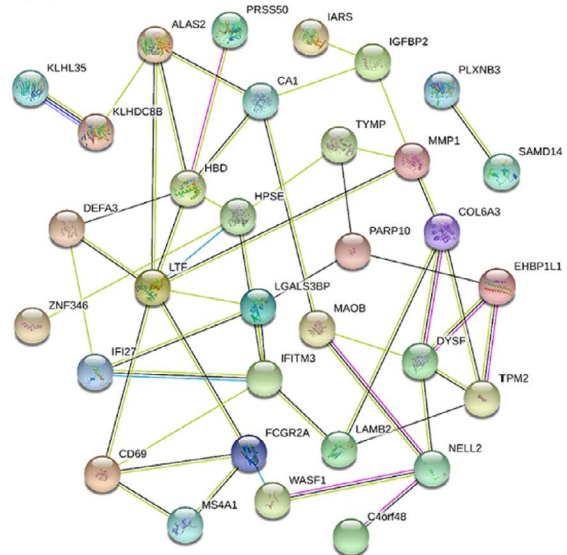 PRSS50
ALAS2
IARS
IGFBP2
KLHL35
PLXNB3
CA1
KLHDC8B
TYMP
MMP1
SAMD14
HBD
HPSE
DEFA3
COL6A3
PARP10
LTF
EHBP1L1
LGALS3BP
ZNF346
MAOB
DYSF
IFI27
IFITM3
TPM2
FCGR2A
LAMB2
CD69
NELL2
WASF1
MS4A1
C4orf48